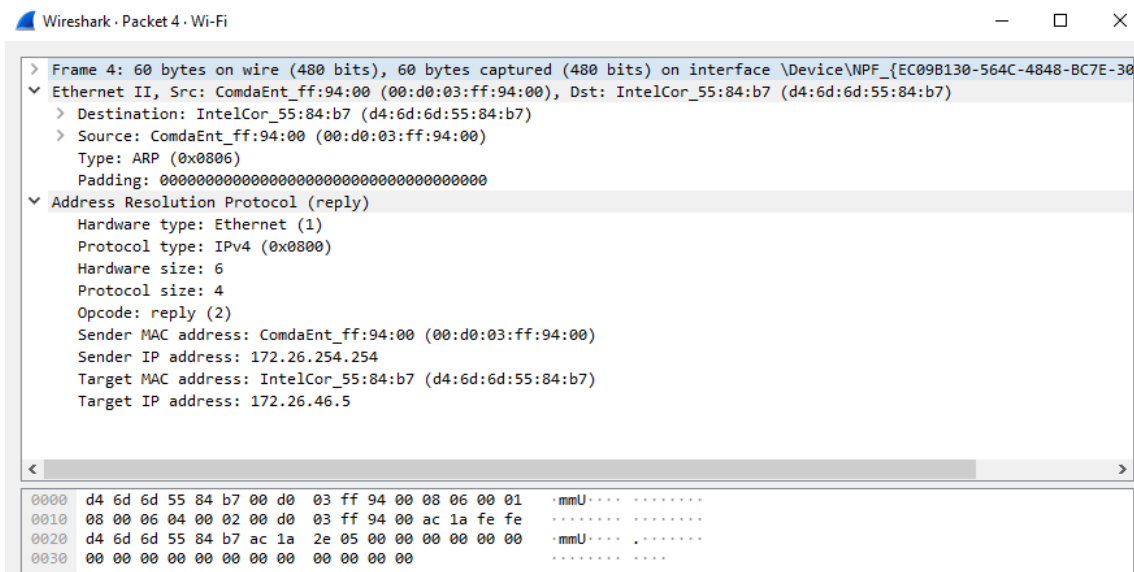 Wireshark · Packet 4 · Wi-Fi
Frame 4: 60 bytes on wire (480 bits), 60 bytes captured (480 bits) on interface \Device\NPF_{EC09B130-564C-4848-BC7E-30
Ethernet II, Src: ComdaEnt_ff:94:00 (00:d0:03:ff:94:00), Dst: IntelCor_55:84:b7 (d4:6d:6d:55:84:b7)
Destination: IntelCor_55:84:b7 (d4:6d:6d:55:84:b7)
Source: ComdaEnt_ff:94:00 (00:d0:03:ff:94:00)
Type: ARP (0x0806)
Padding: 000000000000000000000000000000000000
Address Resolution Protocol (reply)
Hardware type: Ethernet (1)
Protocol type: IPv4 (0x0800)
Hardware size: 6
Protocol size: 4
Opcode: reply (2)
Sender MAC address: ComdaEnt_ff:94:00 (00:d0:03:ff:94:00)
Sender IP address: 172.26.254.254
Target MAC address: IntelCor_55:84:b7 (d4:6d:6d:55:84:b7)
Target IP address: 172.26.46.5
0000 d4 6d 6d 55 84 b7 00 d0 03 ff 94 00 08 06 00 01 ·mmU···· ········
0010 08 00 06 04 00 02 00 d0 03 ff 94 00 ac 1a fe fe ········ ········
0020 d4 6d 6d 55 84 b7 ac 1a 2e 05 00 00 00 00 00 00 ·mmU···· .·······
0030 00 00 00 00 00 00 00 00 00 00 00 00 ········ ····